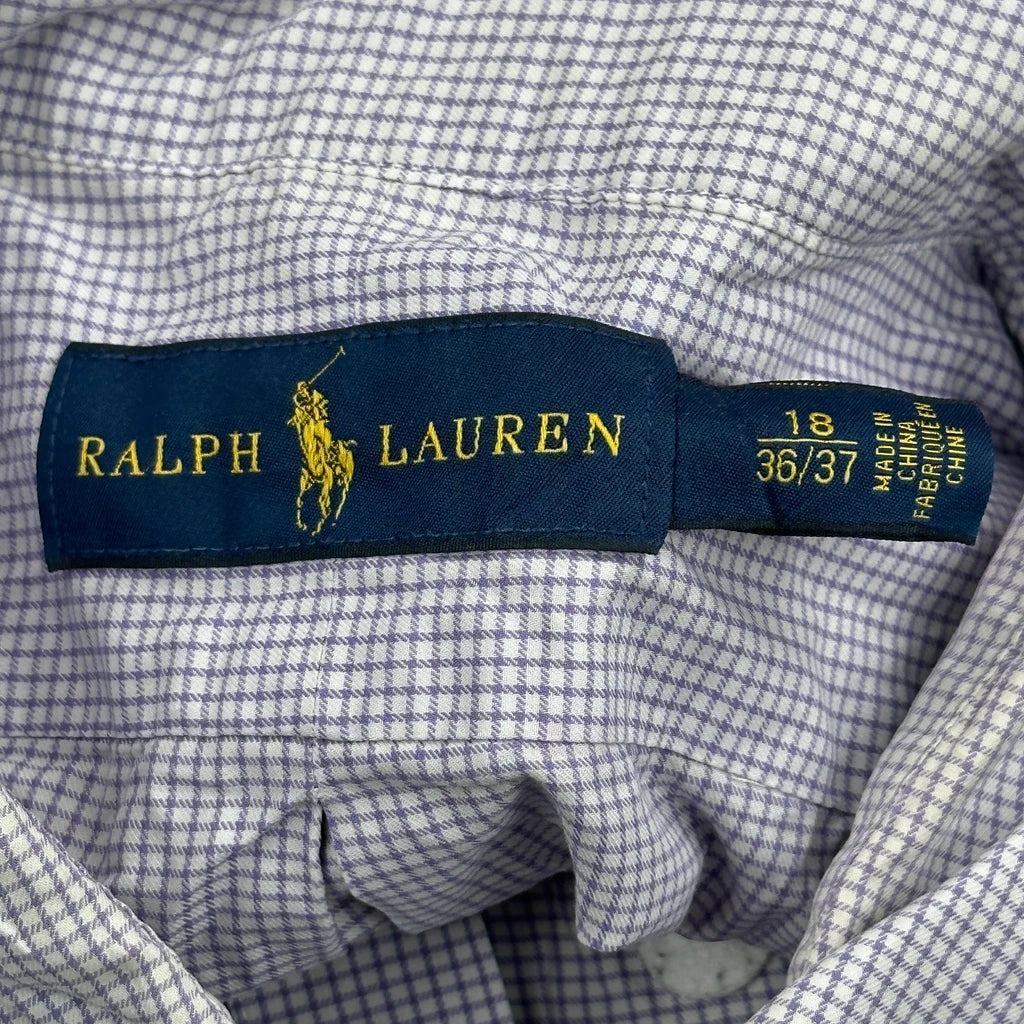 RALPH LAUREN
18
36/37
MADE IN
CHINA
FABRIQUÉ EN
CHINE